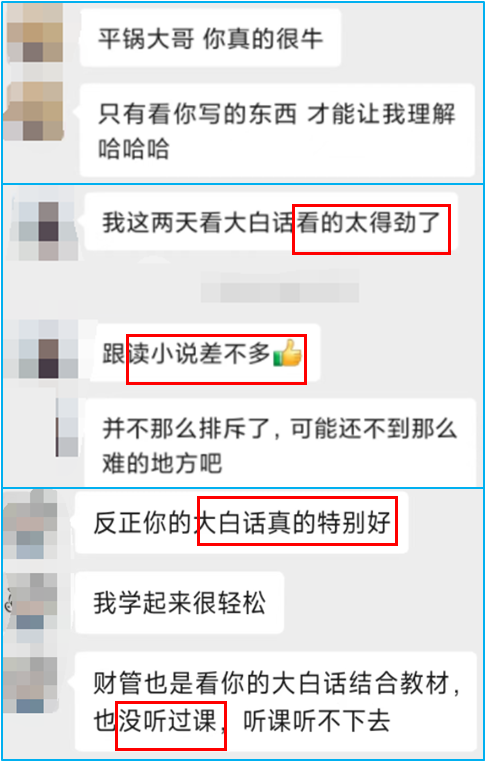 平锅大哥 你真的很牛
只有看你写的东西 才能让我理解
哈哈哈
我这两天看大白话看的太得劲了
跟读小说差不多👍
并不那么排斥了，可能还不到那么
难的地方吧
反正你的大白话真的特别好
我学起来很轻松
财管也是看你的大白话结合教材，
也没听过课，听课听不下去